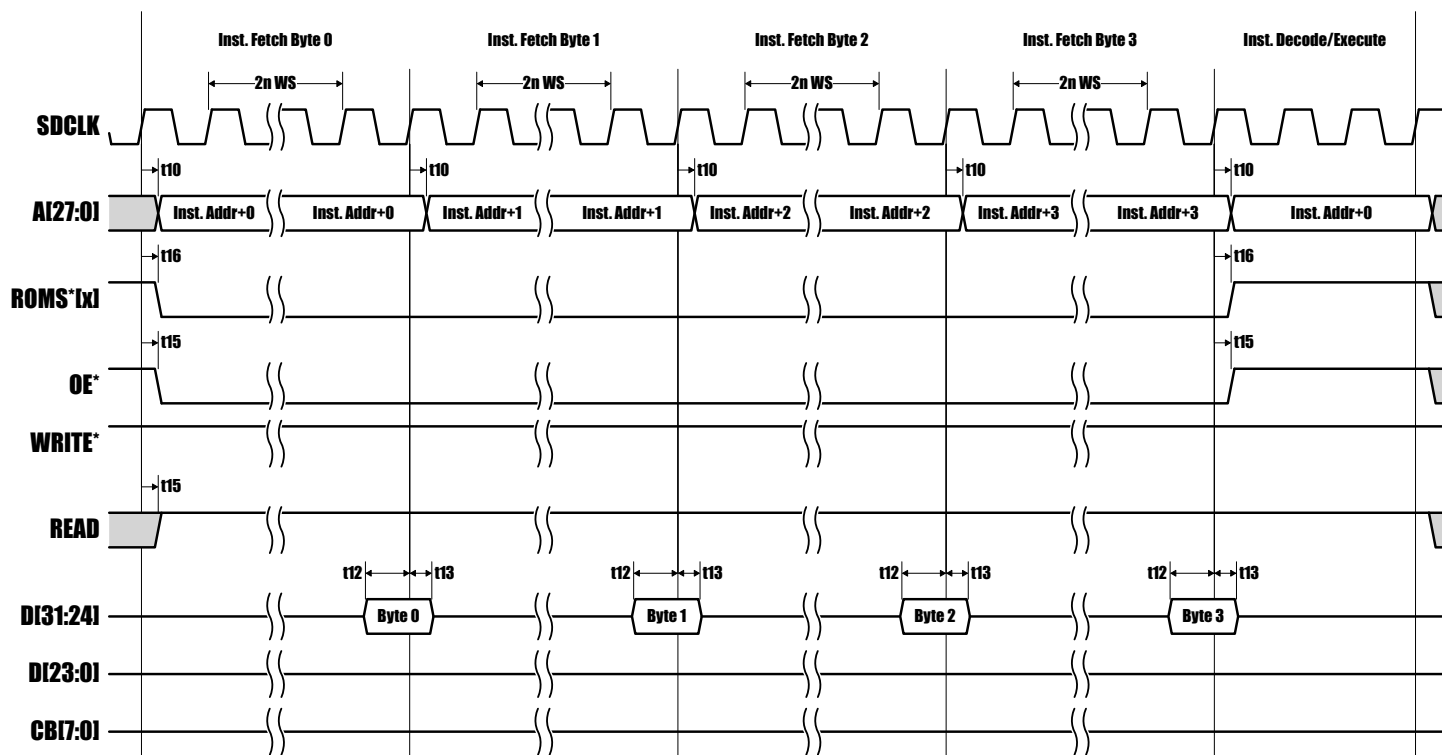 Inst. Fetch Byte 0 Inst. Fetch Byte 1 Inst. Fetch Byte 2 Inst. Fetch Byte 3 Inst. Decode/Execute
2n WS 2n WS 2n WS 2n WS
SDCLK
t10 t10 t10 t10 t10
A[27:0] Inst. Addr+0 Inst. Addr+0 Inst. Addr+1 Inst. Addr+1 Inst. Addr+2 Inst. Addr+2 Inst. Addr+3 Inst. Addr+3 Inst. Addr+0
t16 t16
ROMS*[x]
t15 t15
OE*
WRITE*
t15
READ
t12 t13 t12 t13 t12 t13 t12 t13
D[31:24] Byte 0 Byte 1 Byte 2 Byte 3
D[23:0]
CB[7:0]